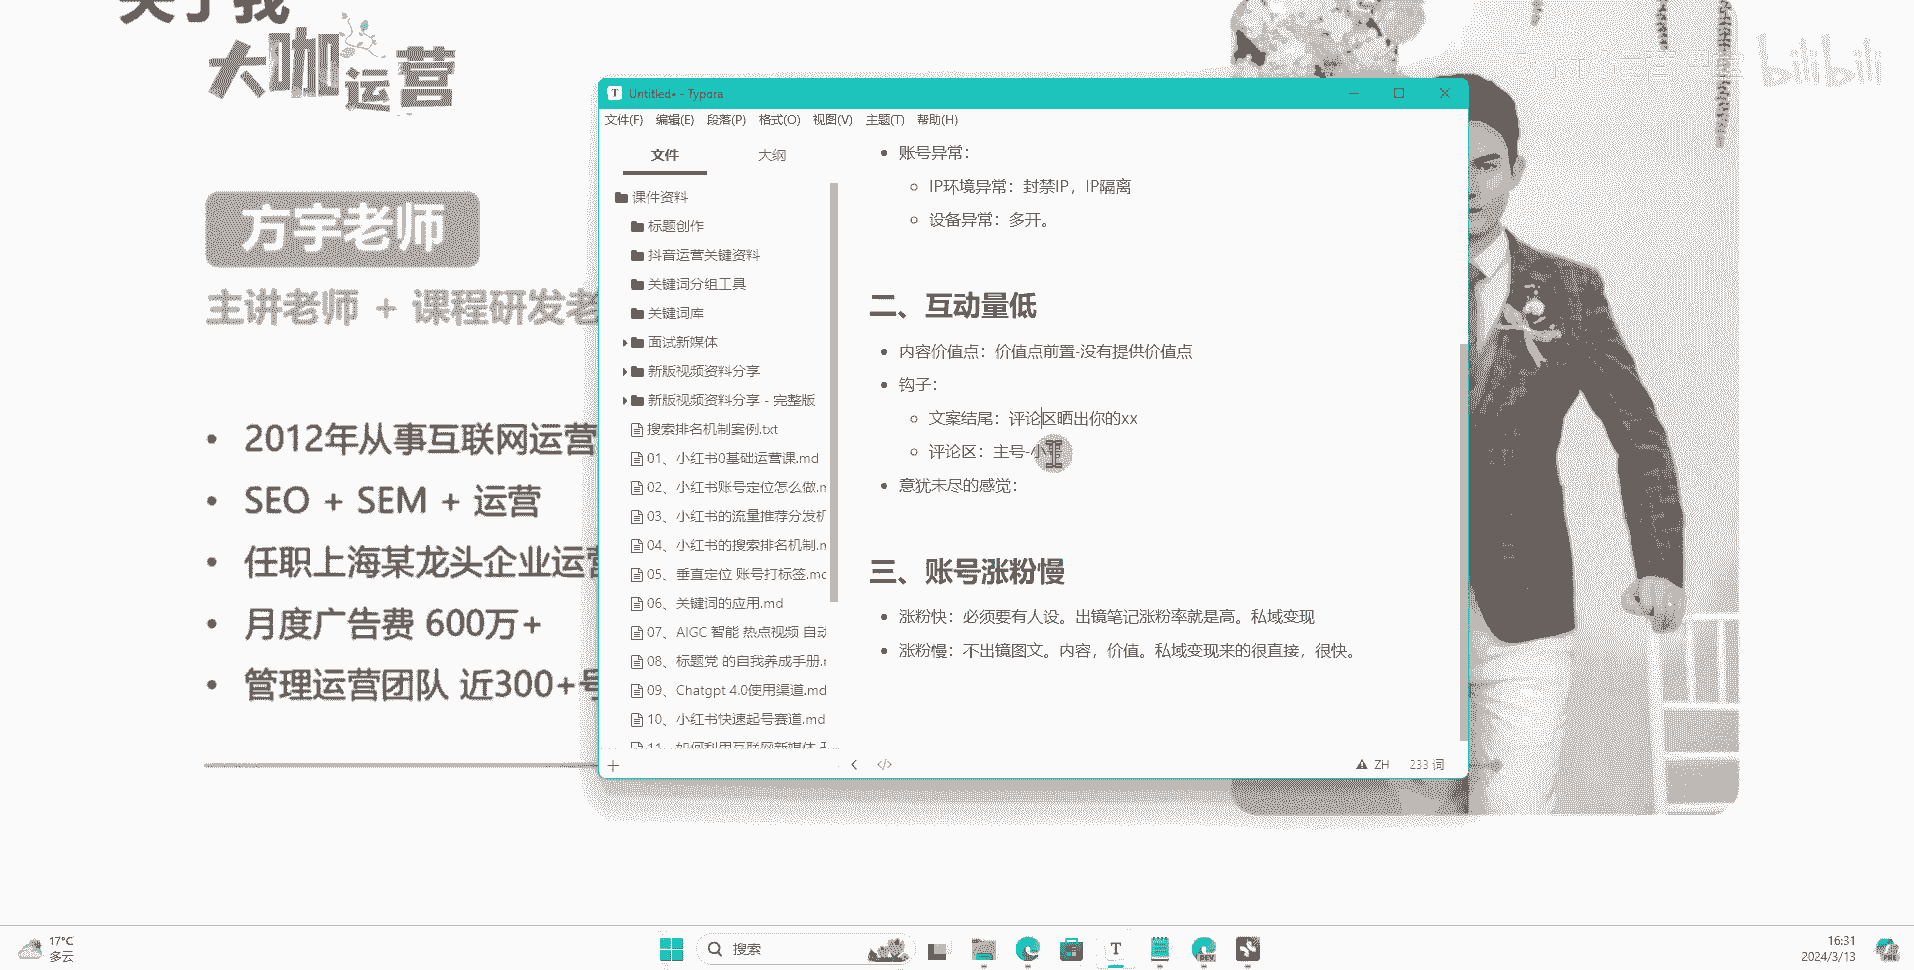 关于我
大咖运营
bilibili
方宇老师
主讲老师 + 课程研发老
2012年从事互联网运营
SEO + SEM + 运营
任职上海某龙头企业运营
月度广告费 600万+
管理运营团队 近300+号
Untitled• - Typora
文件(F) 编辑(E) 段落(P) 格式(O) 视图(V) 主题(T) 帮助(H)
文件 大纲
课件资料
标题创作
抖音运营关键资料
关键词分组工具
关键词库
面试新媒体
新版视频资料分享
新版视频资料分享 - 完整版
搜索排名机制案例.txt
01、小红书0基础运营课.md
02、小红书账号定位怎么做.m
03、小红书的流量推荐分发机
04、小红书的搜索排名机制.m
05、垂直定位 账号打标签.md
06、关键词的应用.md
07、AIGC 智能 热点视频 自动
08、标题党 的自我养成手册.m
09、Chatgpt 4.0使用渠道.md
10、小红书快速起号赛道.md
11、如何利用互联网新媒体
账号异常：
IP环境异常：封禁IP，IP隔离
设备异常：多开。
二、互动量低
内容价值点：价值点前置-没有提供价值点
钩子：
文案结尾：评论区晒出你的xx
评论区：主号-小号
意犹未尽的感觉：
三、账号涨粉慢
涨粉快：必须要有人设。出镜笔记涨粉率就是高。私域变现
涨粉慢：不出镜图文。内容，价值。私域变现来的很直接，很快。
ZH 233 词
17°C
多云
搜索
16:31
2024/3/13